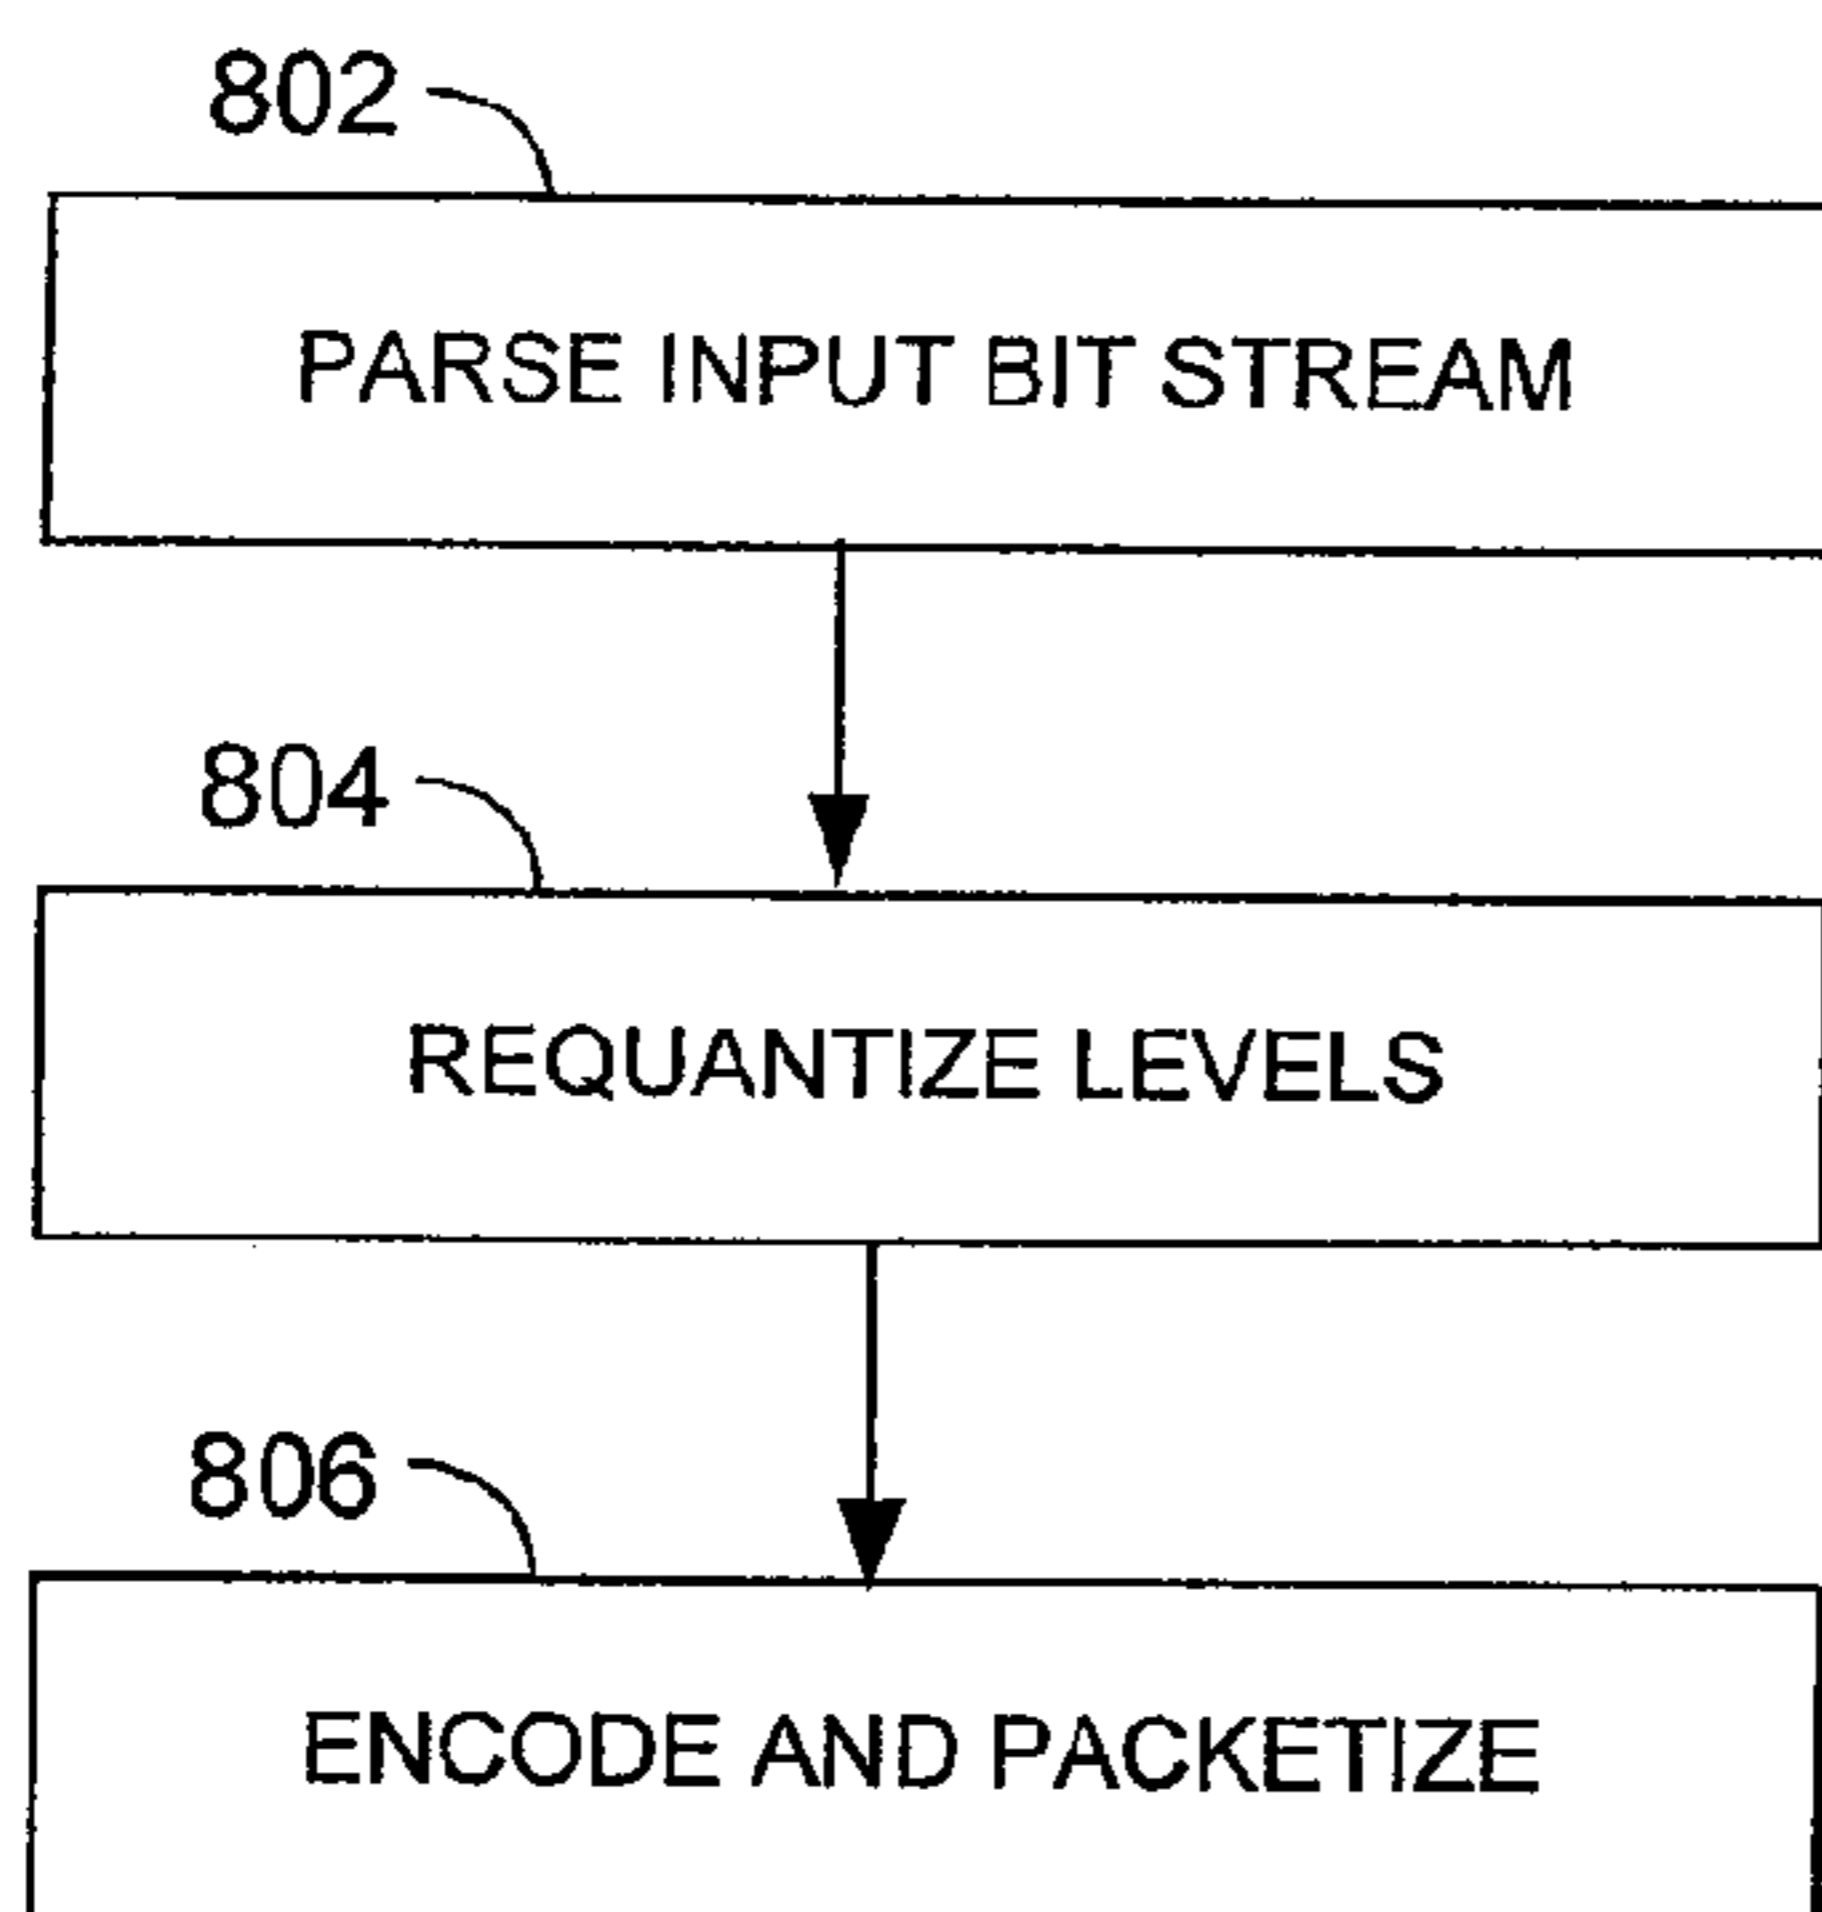 802
PARSE INPUT BIT STREAM
804
REQUANTIZE LEVELS
806
ENCODE AND PACKETIZE